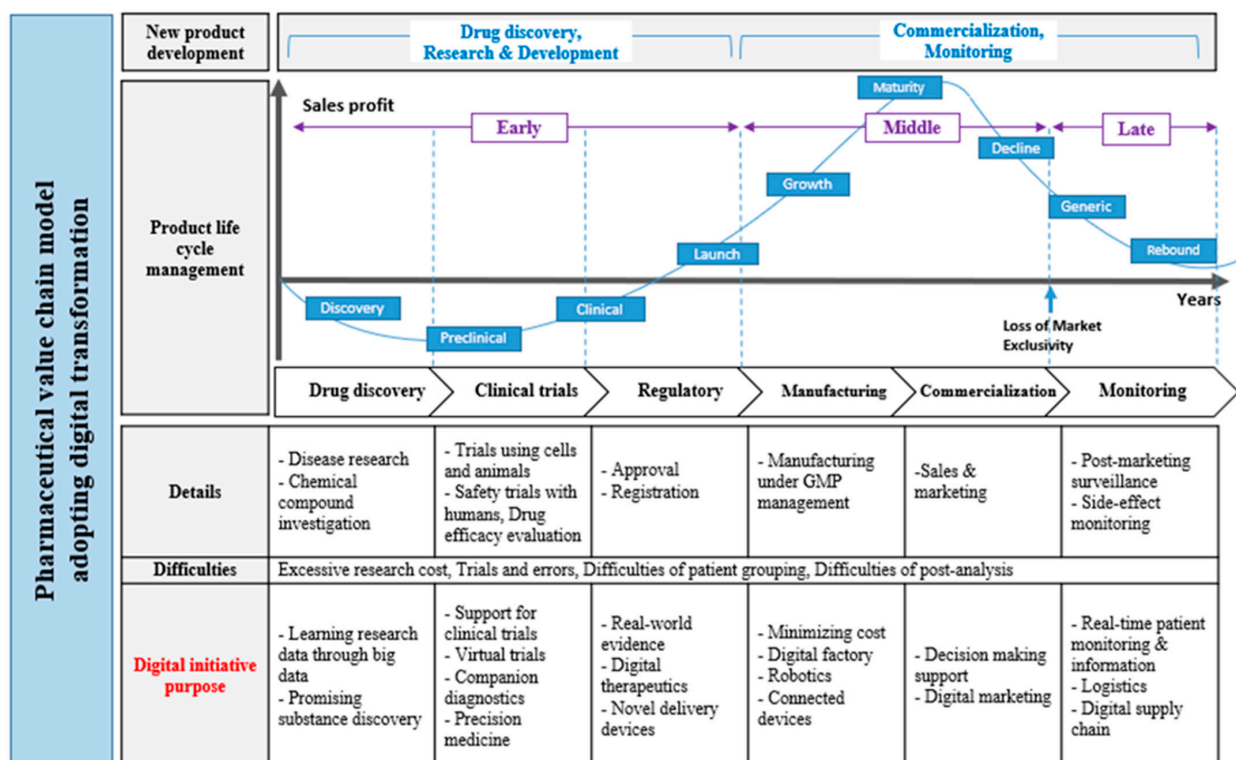 Pharmaceutical value chain model
adopting digital transformation
New product
development
Drug discovery,
Research & Development
Commercialization,
Monitoring
Product life
cycle
management
Sales profit
Early
Middle
Late
Maturity
Decline
Growth
Generic
Launch
Rebound
Discovery
Clinical
Preclinical
Years
Loss of Market
Exclusivity
Drug discovery
Clinical trials
Regulatory
Manufacturing
Commercialization
Monitoring
Details
- Disease research
- Chemical
compound
investigation
- Trials using cells
and animals
- Safety trials with
humans, Drug
efficacy evaluation
- Approval
- Registration
- Manufacturing
under GMP
management
-Sales &
marketing
- Post-marketing
surveillance
- Side-effect
monitoring
Difficulties
Excessive research cost, Trials and errors, Difficulties of patient grouping, Difficulties of post-analysis
Digital initiative
purpose
- Learning research
data through big
data
- Promising
substance discovery
- Support for
clinical trials
- Virtual trials
- Companion
diagnostics
- Precision
medicine
- Real-world
evidence
- Digital
therapeutics
- Novel delivery
devices
- Minimizing cost
- Digital factory
- Robotics
- Connected
devices
- Decision making
support
- Digital marketing
- Real-time patient
monitoring &
information
- Logistics
- Digital supply
chain